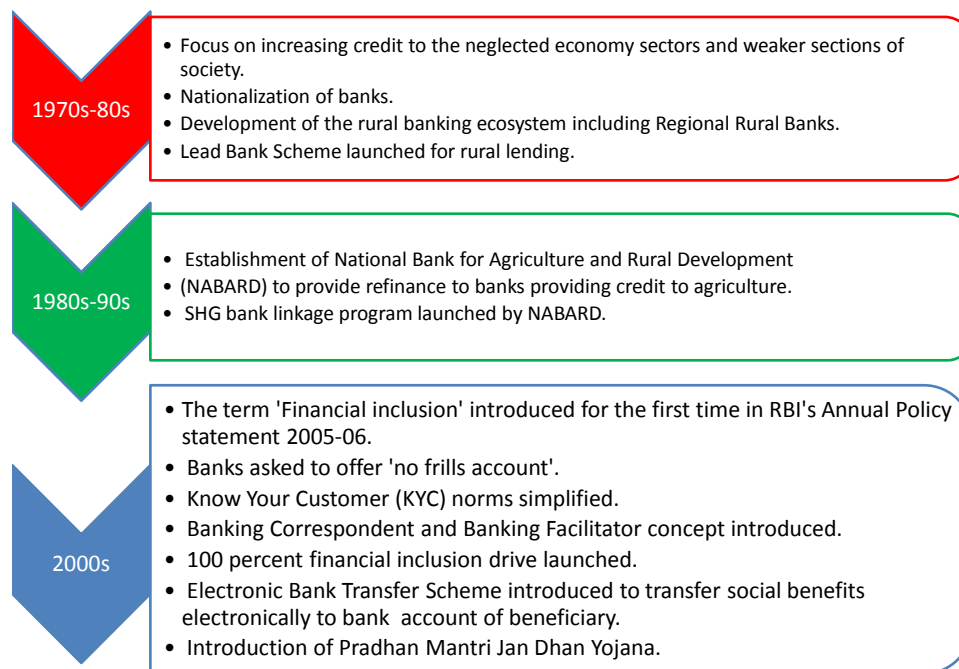 1970s-80s
• Focus on increasing credit to the neglected economy sectors and weaker sections of
society.
• Nationalization of banks.
• Development of the rural banking ecosystem including Regional Rural Banks.
• Lead Bank Scheme launched for rural lending.
1980s-90s
• Establishment of National Bank for Agriculture and Rural Development
• (NABARD) to provide refinance to banks providing credit to agriculture.
• SHG bank linkage program launched by NABARD.
2000s
• The term 'Financial inclusion' introduced for the first time in RBI's Annual Policy
statement 2005-06.
• Banks asked to offer 'no frills account'.
• Know Your Customer (KYC) norms simplified.
• Banking Correspondent and Banking Facilitator concept introduced.
• 100 percent financial inclusion drive launched.
• Electronic Bank Transfer Scheme introduced to transfer social benefits
electronically to bank account of beneficiary.
• Introduction of Pradhan Mantri Jan Dhan Yojana.